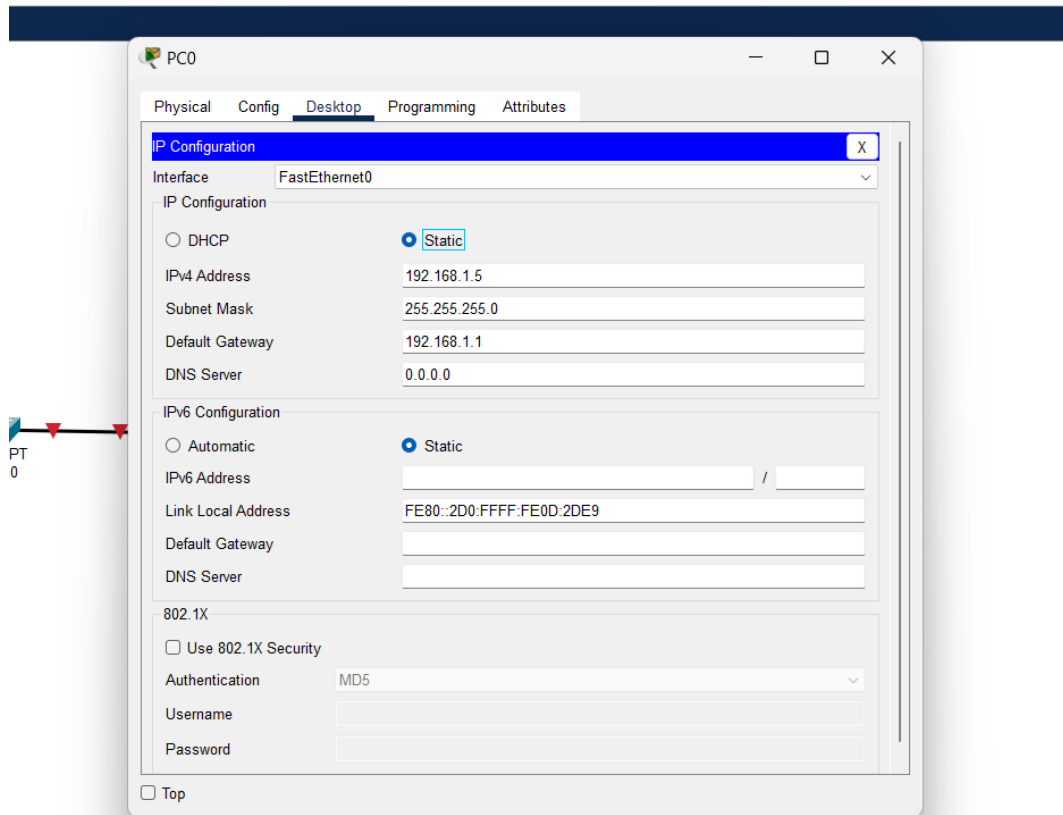 PC0
Physical Config Desktop Programming Attributes
IP Configuration X
Interface FastEthernet0
IP Configuration
DHCP Static
IPv4 Address 192.168.1.5
Subnet Mask 255.255.255.0
Default Gateway 192.168.1.1
DNS Server 0.0.0.0
IPv6 Configuration
Automatic Static
PT
IPv6 Address /
0
Link Local Address FE80::2D0:FFFF:FE0D:2DE9
Default Gateway
DNS Server
802.1X
Use 802.1X Security
Authentication MD5
Username
Password
Top